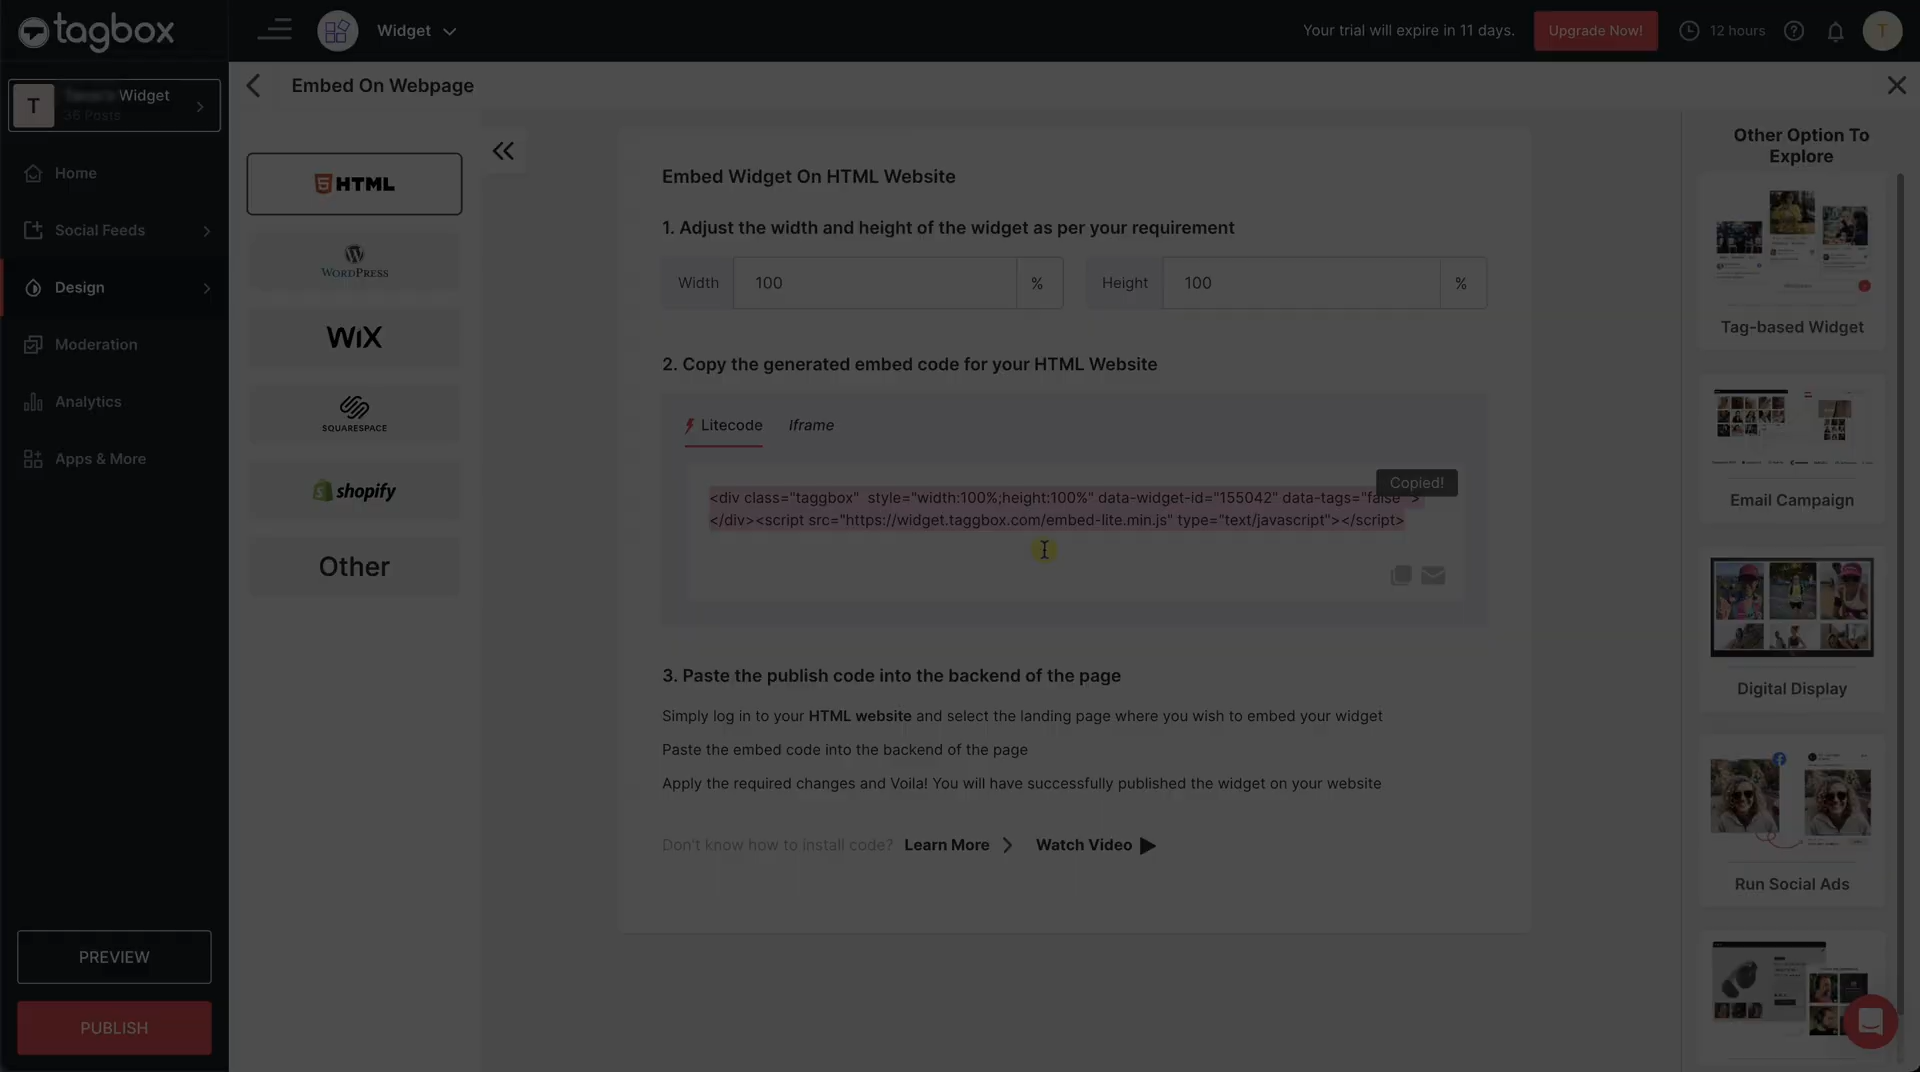 tagbox
Widget
Your trial will expire in 11 days.
Upgrade Now!
12 hours
T
T
Widget
36 Posts
Home
Social Feeds
Design
Moderation
Analytics
Apps & More
PREVIEW
PUBLISH
Embed On Webpage
HTML
WORDPRESS
WiX
SQUARESPACE
shopify
Other
Embed Widget On HTML Website
1. Adjust the width and height of the widget as per your requirement
Width 100 %
Height 100 %
2. Copy the generated embed code for your HTML Website
Litecode
Iframe
Copied!
<div class="taggbox"  style="width:100%;height:100%" data-widget-id="155042" data-tags="false" >
</div><script src="https://widget.taggbox.com/embed-lite.min.js" type="text/javascript"></script>
3. Paste the publish code into the backend of the page
Simply log in to your HTML website and select the landing page where you wish to embed your widget
Paste the embed code into the backend of the page
Apply the required changes and Voila! You will have successfully published the widget on your website
Don't know how to install code? Learn More
Watch Video
Other Option To
Explore
Tag-based Widget
Email Campaign
Digital Display
Run Social Ads